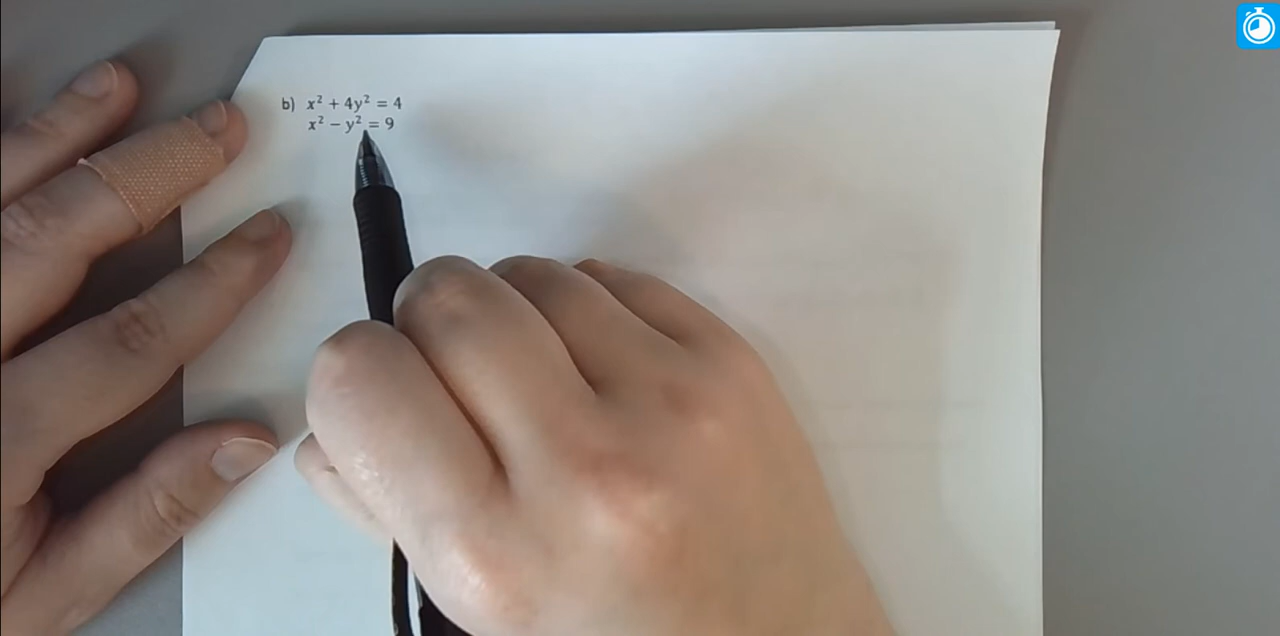 b) x² + 4y² = 4
x² − y² = 9